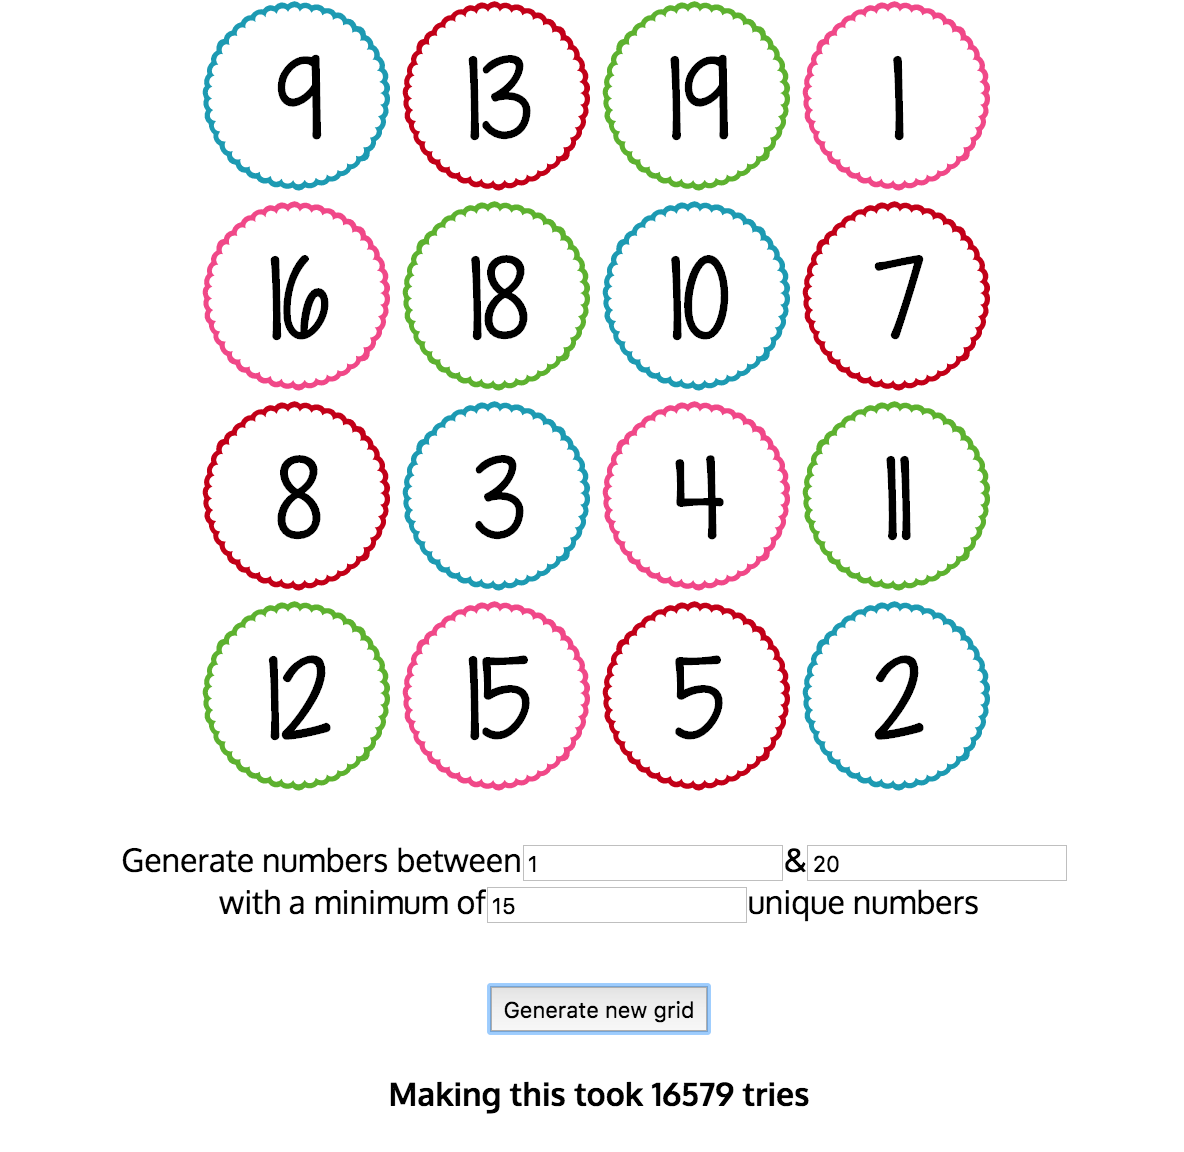 9 13 19 1
16 18 10 7
8 3 4 11
12 15 5 2
Generate numbers between 1 & 20
with a minimum of 15 unique numbers
Generate new grid
Making this took 16579 tries